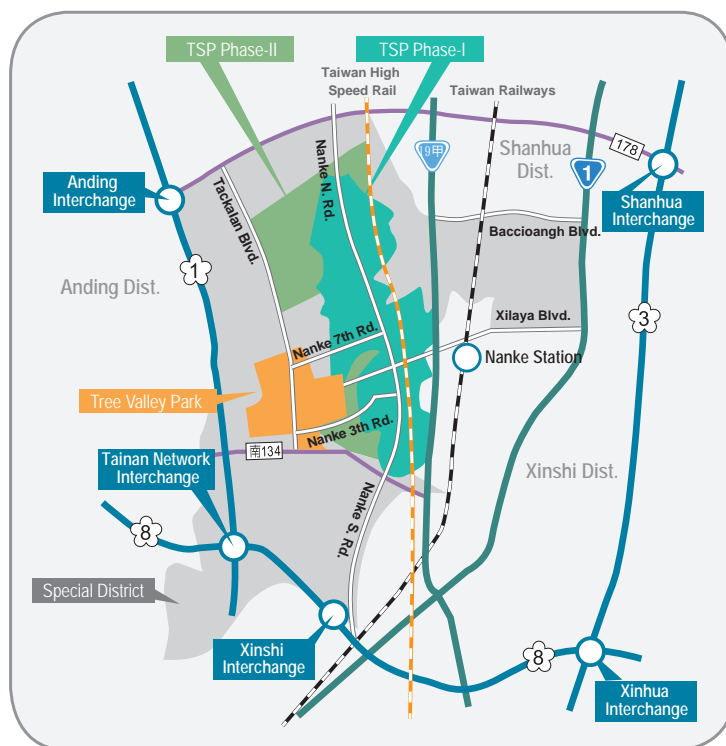 TSP Phase-II
TSP Phase-I
Taiwan High
Speed Rail
Taiwan Railways
19甲
Shanhua
Dist.
178
1
Anding
Interchange
Tackalan Blvd.
Nanke N. Rd.
Shanhua
Interchange
Baccioangh Blvd.
1
Anding Dist.
Xilaya Blvd.
3
Nanke 7th Rd.
Nanke Station
Tree Valley Park
Nanke 3th Rd.
南134
Tainan Network
Interchange
Xinshi Dist.
Nanke S. Rd.
8
Special District
Xinshi
Interchange
8
Xinhua
Interchange